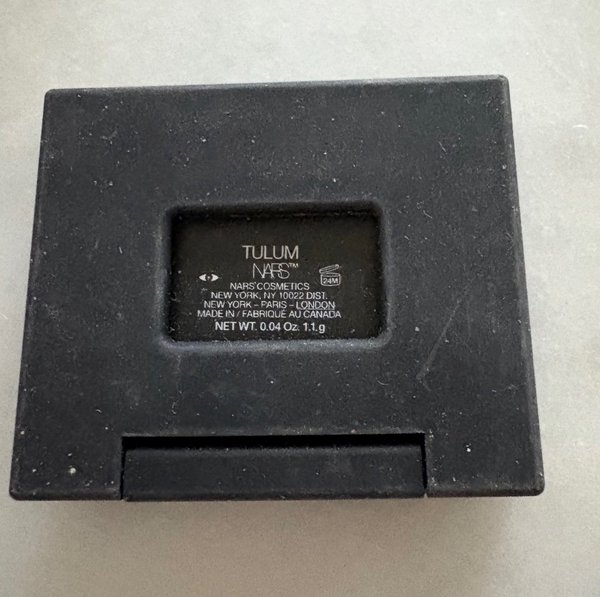 TULUM
NARS™
24M
NARS COSMETICS
NEW YORK, NY 10022 DIST.
NEW YORK - PARIS - LONDON
MADE IN / FABRIQUÉ AU CANADA
NET WT. 0.04 Oz. 1.1 g